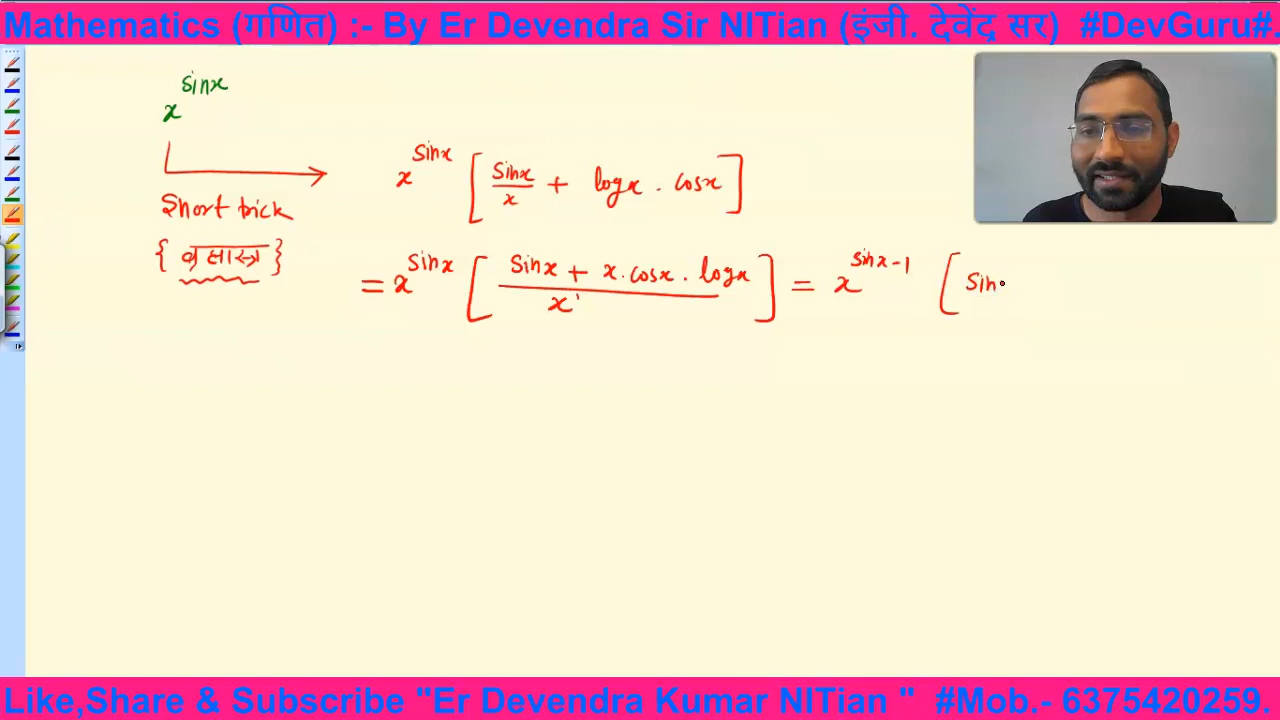 Mathematics (गणित) :- By Er Devendra Sir NITian (इंजी. देवेंद्र सर) #DevGuru#.
x^sinx
x^sinx [ sinx/x + logx . cosx ]
Short trick
{ ब्रह्मास्त्र }
= x^sinx [ (sinx + x.cosx.logx)/x ] = x^sinx-1 [ sin
Like,Share & Subscribe "Er Devendra Kumar NITian " #Mob.- 6375420259.